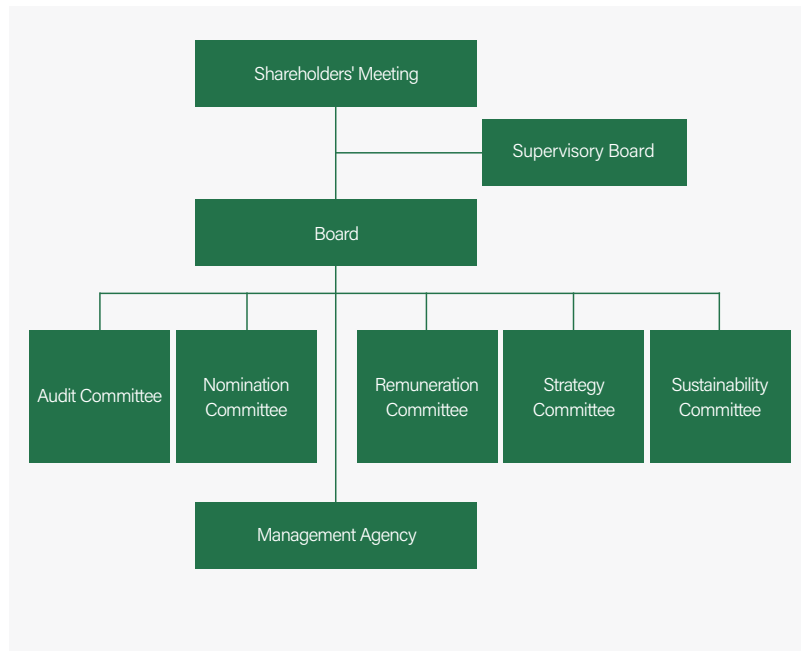 Shareholders' Meeting
Supervisory Board
Board
Audit Committee
Nomination
Committee
Remuneration
Committee
Strategy
Committee
Sustainability
Committee
Management Agency